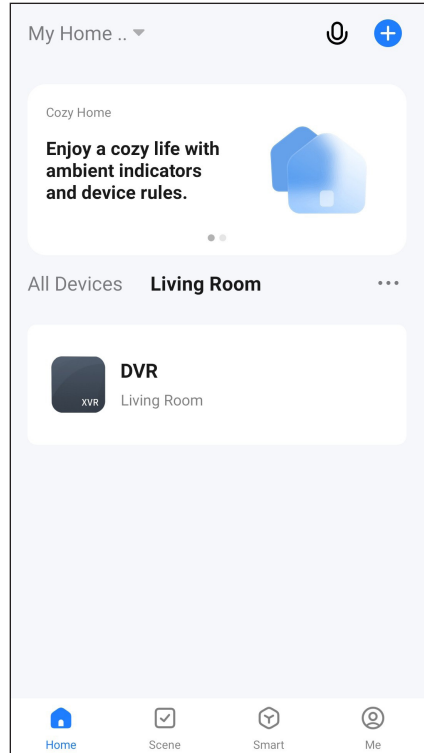 My Home ..
Cozy Home
Enjoy a cozy life with
ambient indicators
and device rules.
All Devices Living Room
DVR
XVR
Living Room
Home Scene Smart Me